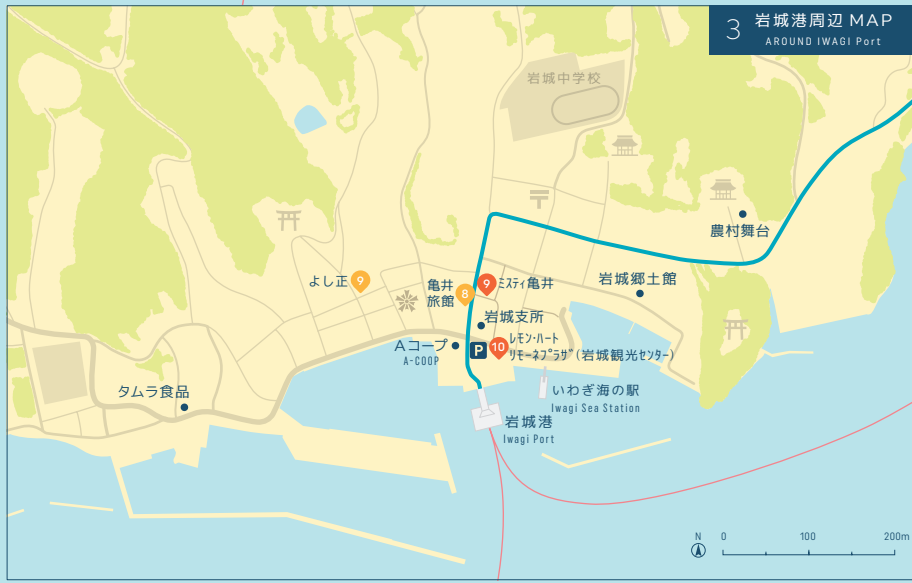 3
岩城港周辺 MAP
AROUND IWAGI Port
岩城中学校
農村舞台
岩城郷土館
よし正
9
亀井
旅館
8
9
ミスティ亀井
岩城支所
Aコープ
A-COOP
P
10
レモン・ハート
リモーネプラザ(岩城観光センター)
タムラ食品
いわぎ海の駅
Iwagi Sea Station
岩城港
Iwagi Port
N
0
100
200m